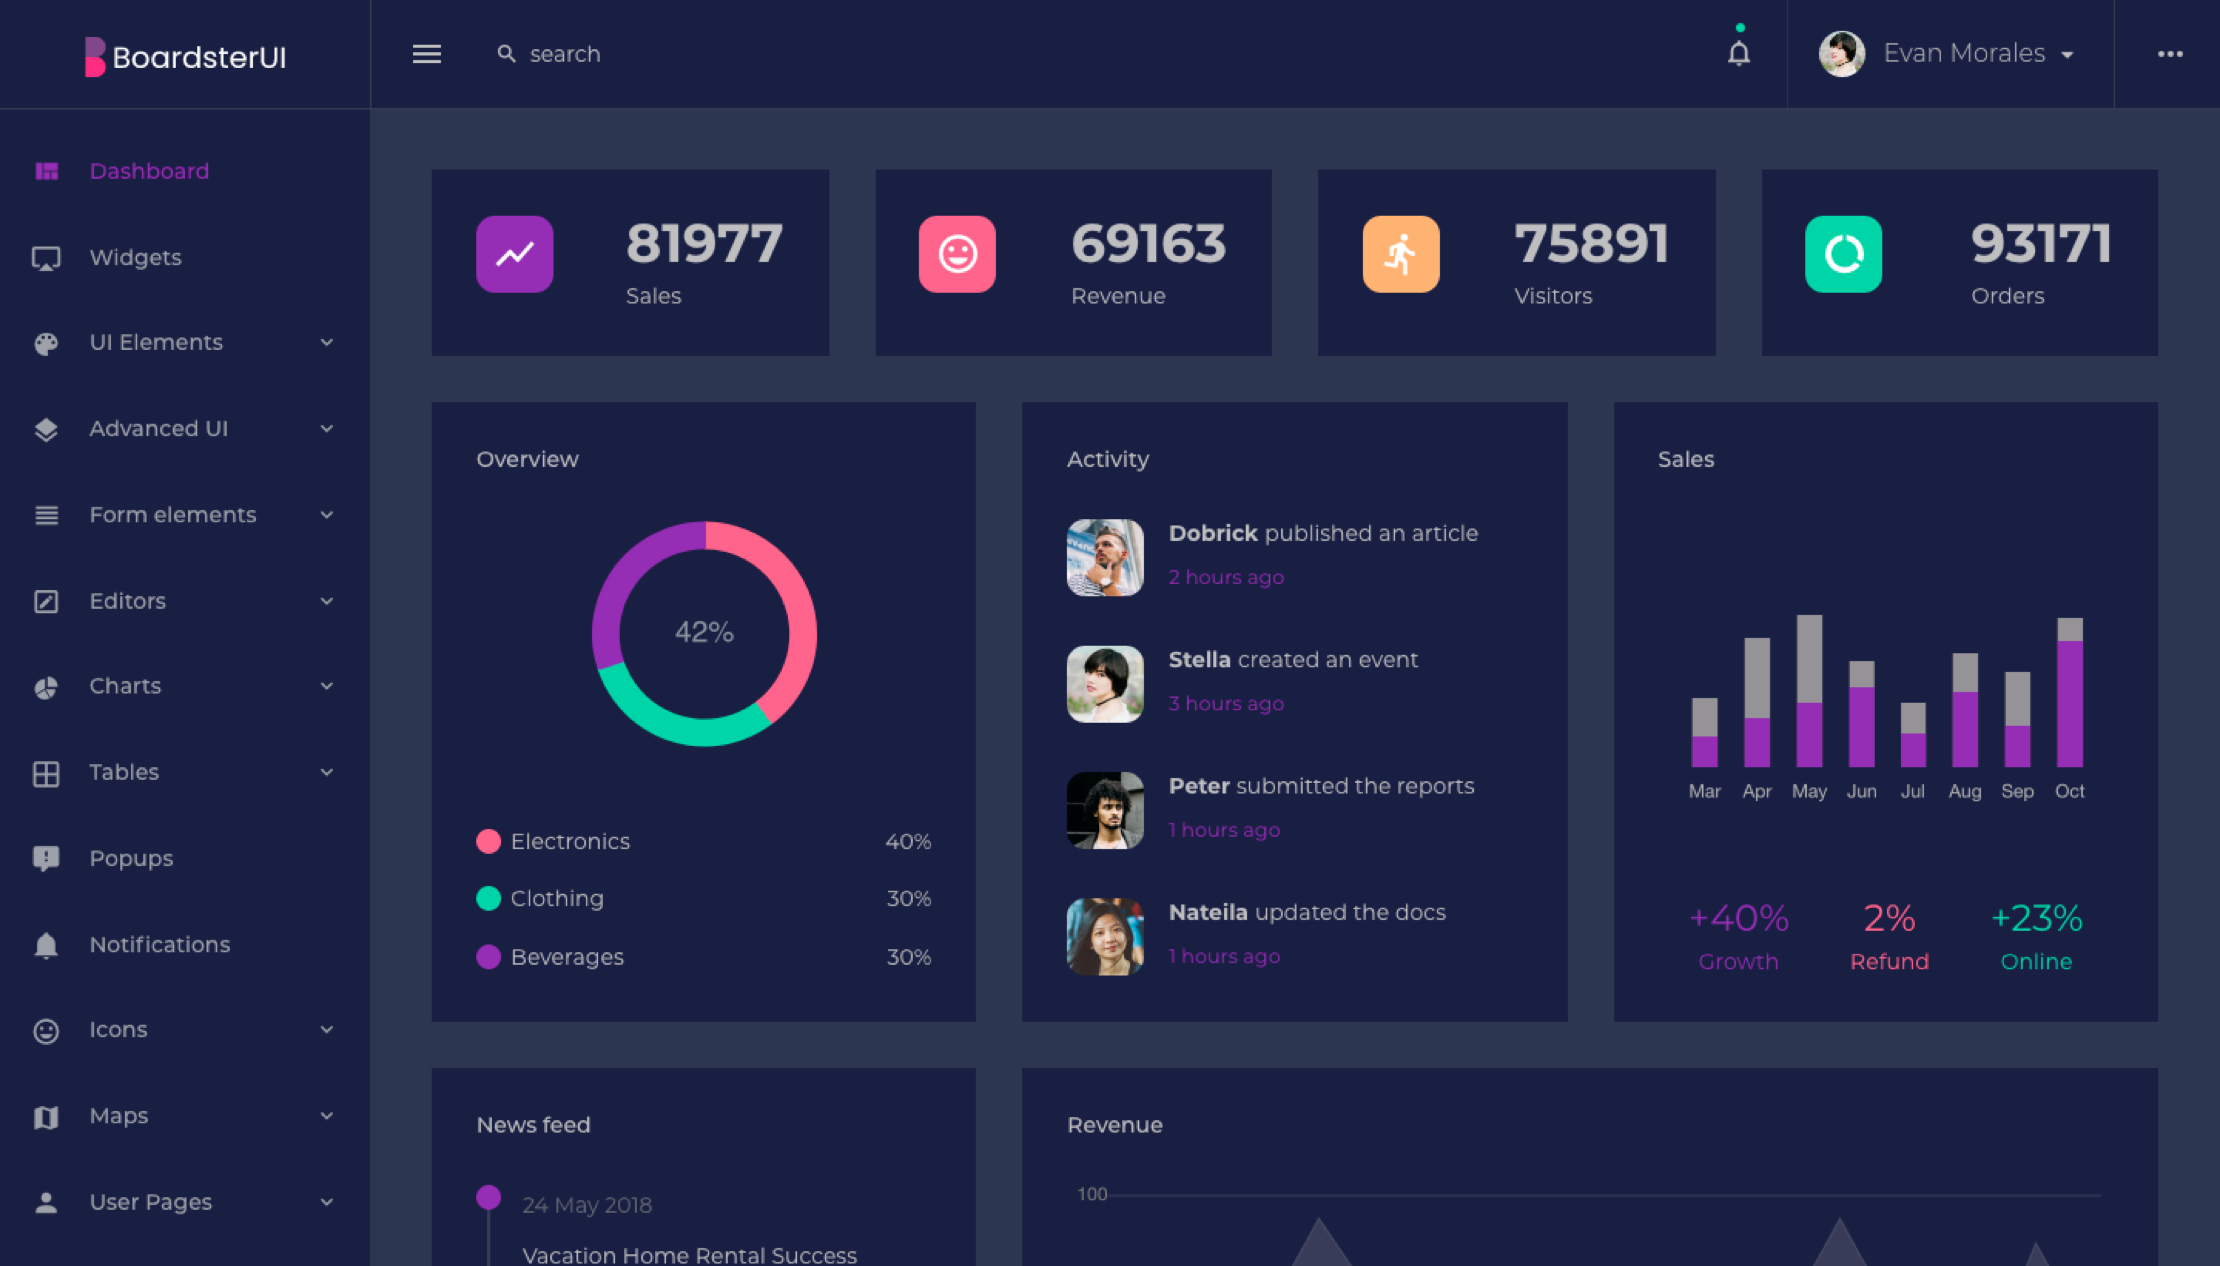 BoardsterUI
search
Evan Morales
Dashboard
Widgets
UI Elements
Advanced UI
Form elements
Editors
Charts
Tables
Popups
Notifications
Icons
Maps
User Pages
81977
Sales
69163
Revenue
75891
Visitors
93171
Orders
Overview
42%
Electronics 40%
Clothing 30%
Beverages 30%
Activity
Dobrick published an article
2 hours ago
Stella created an event
3 hours ago
Peter submitted the reports
1 hours ago
Nateila updated the docs
1 hours ago
Sales
Mar Apr May Jun Jul Aug Sep Oct
+40% 2% +23%
Growth Refund Online
News feed
24 May 2018
Vacation Home Rental Success
Revenue
100